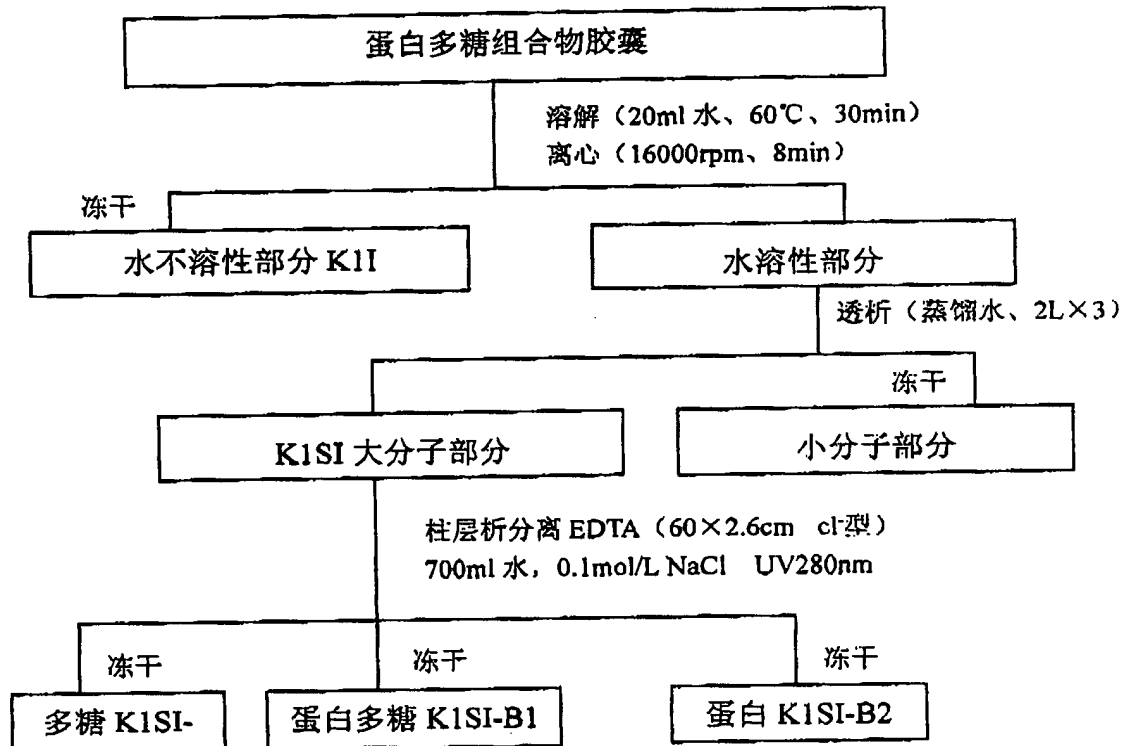 蛋白多糖组合物胶囊
溶解（20ml 水、60℃、30min）
离心（16000rpm、8min）
冻干
水不溶性部分 K1I
水溶性部分
透析（蒸馏水、2L×3）
冻干
K1SI 大分子部分
小分子部分
柱层析分离 EDTA（60×2.6cm cl⁻型）
700ml 水，0.1mol/L NaCl UV280nm
冻干
冻干
冻干
多糖 K1SI-
蛋白多糖 K1SI-B1
蛋白 K1SI-B2